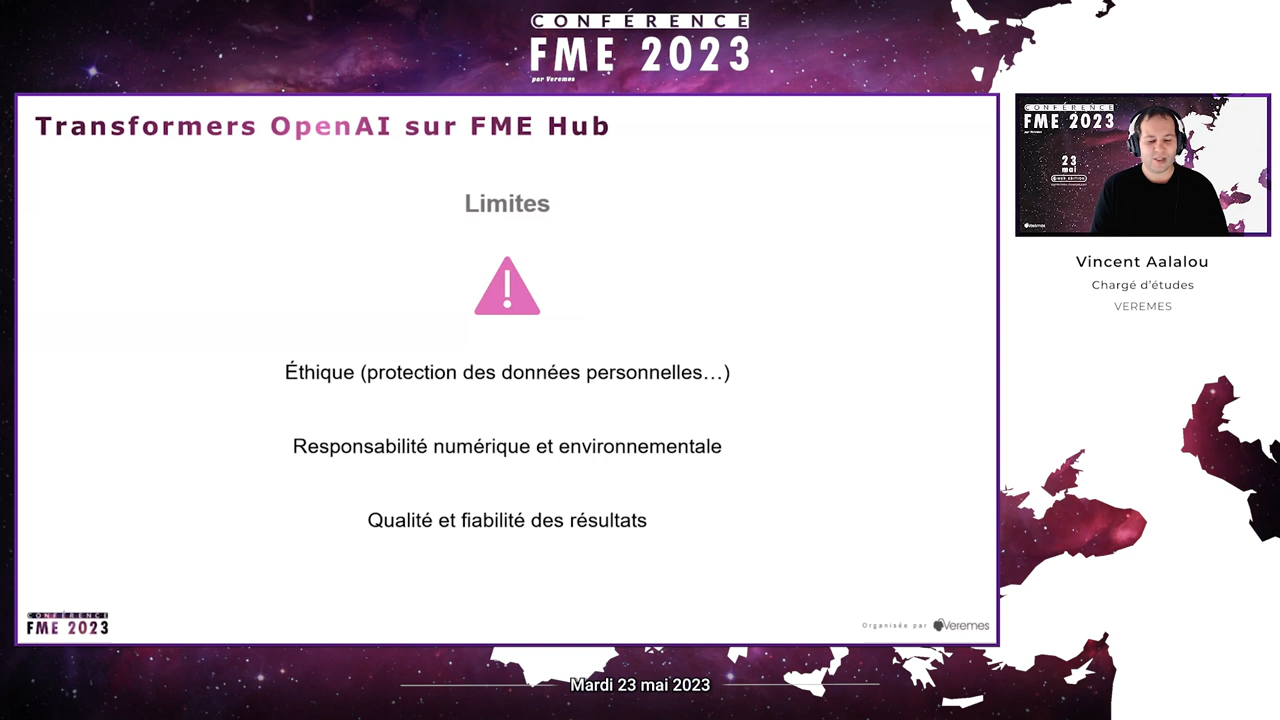 CONFÉRENCE
FME 2023
par Veremes
Transformers OpenAI sur FME Hub
Limites
Éthique (protection des données personnelles…)
Responsabilité numérique et environnementale
Qualité et fiabilité des résultats
CONFÉRENCE
FME 2023
Organisée par Veremes
CONFÉRENCE
FME 2023
23
mai
Veremes
Vincent Aalalou
Chargé d'études
VEREMES
Mardi 23 mai 2023